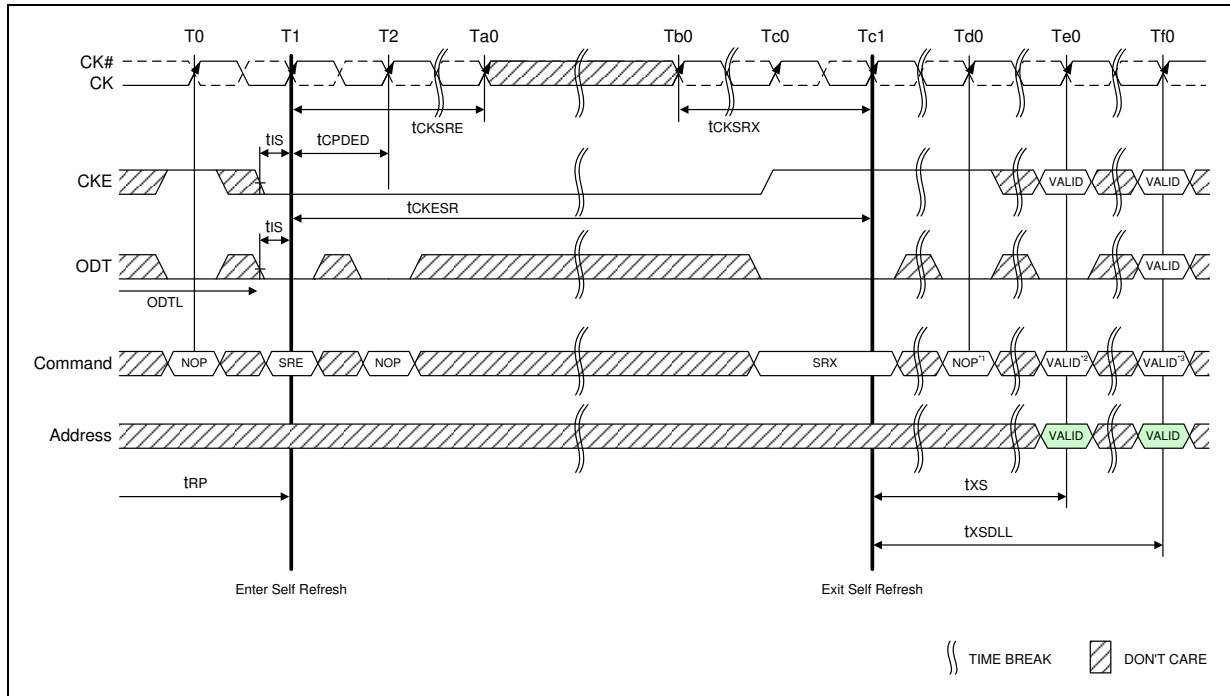 T0 T1 T2 Ta0 Tb0 Tc0 Tc1 Td0 Te0 Tf0
CK#
CK
tCKSRE tCKSRX
tIS tCPDED
CKE VALID VALID
tCKESR
tIS
ODT VALID
ODTL
Command NOP SRE NOP SRX NOP*1 VALID*2 VALID*3
Address VALID VALID
tRP tXS
tXSDLL
Enter Self Refresh Exit Self Refresh
TIME BREAK DON'T CARE